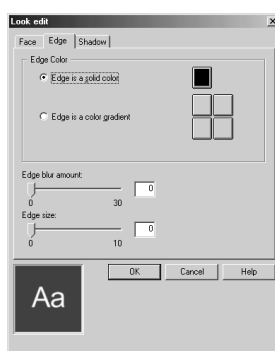 Look edit
Face Edge Shadow
Edge Color
Edge is a solid color
Edge is a color gradient
Edge blur amount:
0
0 30
Edge size:
0
0 10
OK Cancel Help
Aa